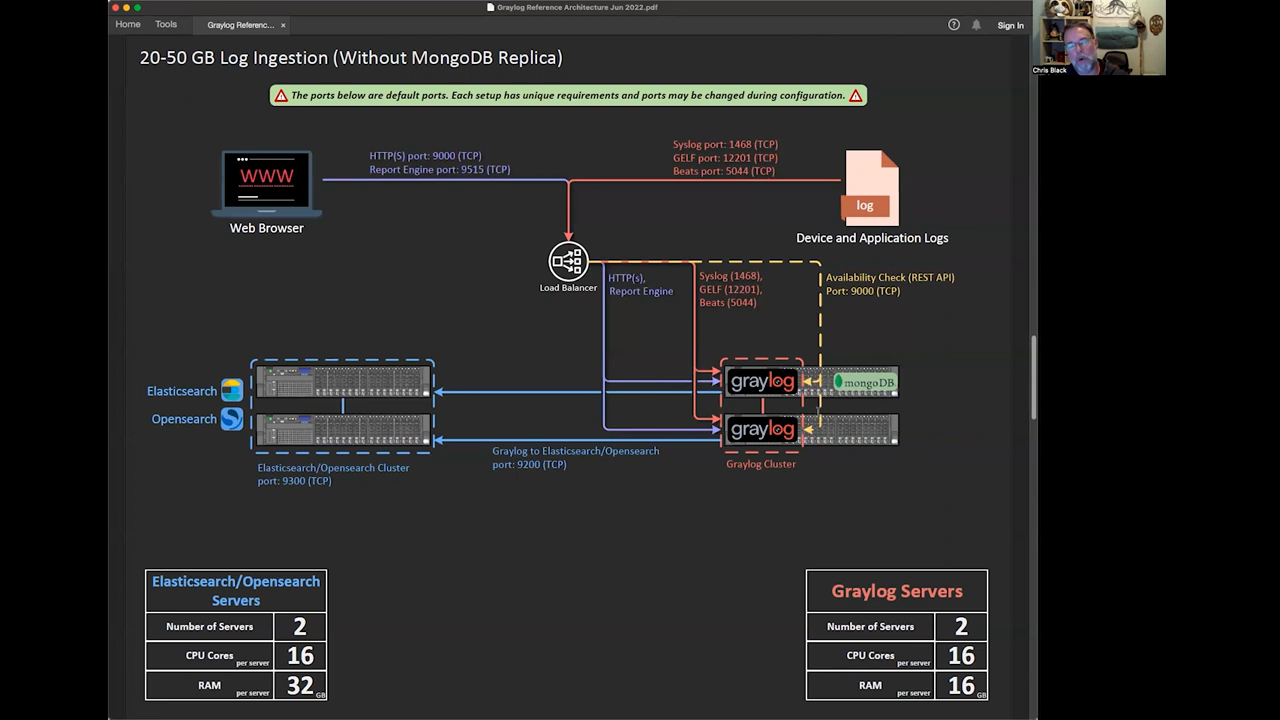 Graylog Reference Architecture Jun 2022.pdf
Home
Tools
Graylog Referenc...
×
?
Sign In
20-50 GB Log Ingestion (Without MongoDB Replica)
The ports below are default ports. Each setup has unique requirements and ports may be changed during configuration.
Chris Black
HTTP(S) port: 9000 (TCP)
Report Engine port: 9515 (TCP)
Syslog port: 1468 (TCP)
GELF port: 12201 (TCP)
Beats port: 5044 (TCP)
WWW
Web Browser
log
Device and Application Logs
Load Balancer
HTTP(s),
Report Engine
Syslog (1468),
GELF (12201),
Beats (5044)
Availability Check (REST API)
Port: 9000 (TCP)
Elasticsearch
Opensearch
graylog
mongoDB
graylog
Graylog to Elasticsearch/Opensearch
port: 9200 (TCP)
Graylog Cluster
Elasticsearch/Opensearch Cluster
port: 9300 (TCP)
Elasticsearch/Opensearch
Servers
Number of Servers 2
CPU Cores per server 16
RAM per server 32 GB
Graylog Servers
Number of Servers 2
CPU Cores per server 16
RAM per server 16 GB